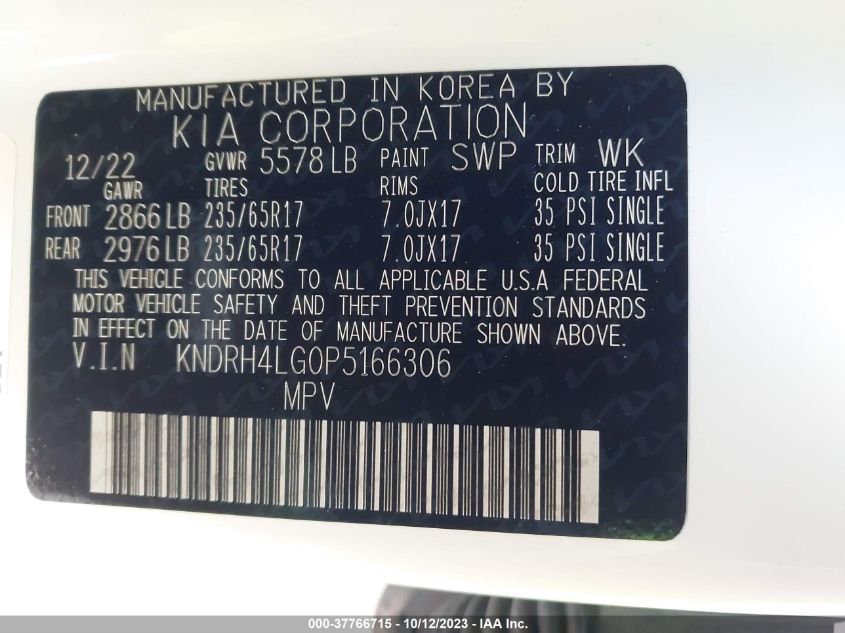 MANUFACTURED IN KOREA BY
KIA CORPORATION
12/22 GVWR 5578 LB PAINT SWP TRIM WK
GAWR TIRES RIMS COLD TIRE INFL
FRONT 2866 LB 235/65R17 7.0JX17 35 PSI SINGLE
REAR 2976 LB 235/65R17 7.0JX17 35 PSI SINGLE
THIS VEHICLE CONFORMS TO ALL APPLICABLE U.S.A FEDERAL
MOTOR VEHICLE SAFETY AND THEFT PREVENTION STANDARDS
IN EFFECT ON THE DATE OF MANUFACTURE SHOWN ABOVE.
V.I.N KNDRH4LG0P5166306
MPV
000-37766715 - 10/12/2023 - IAA Inc.